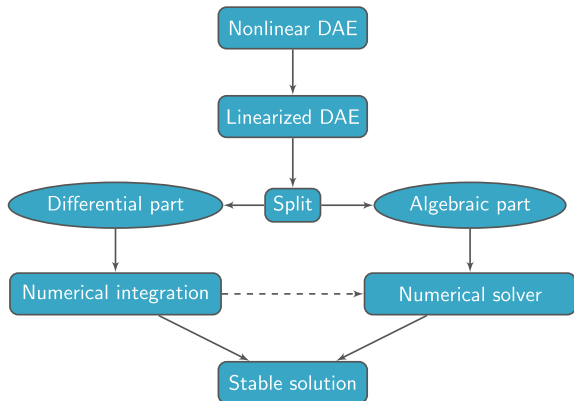 Nonlinear DAE
Linearized DAE
Differential part
Split
Algebraic part
Numerical integration
Numerical solver
Stable solution